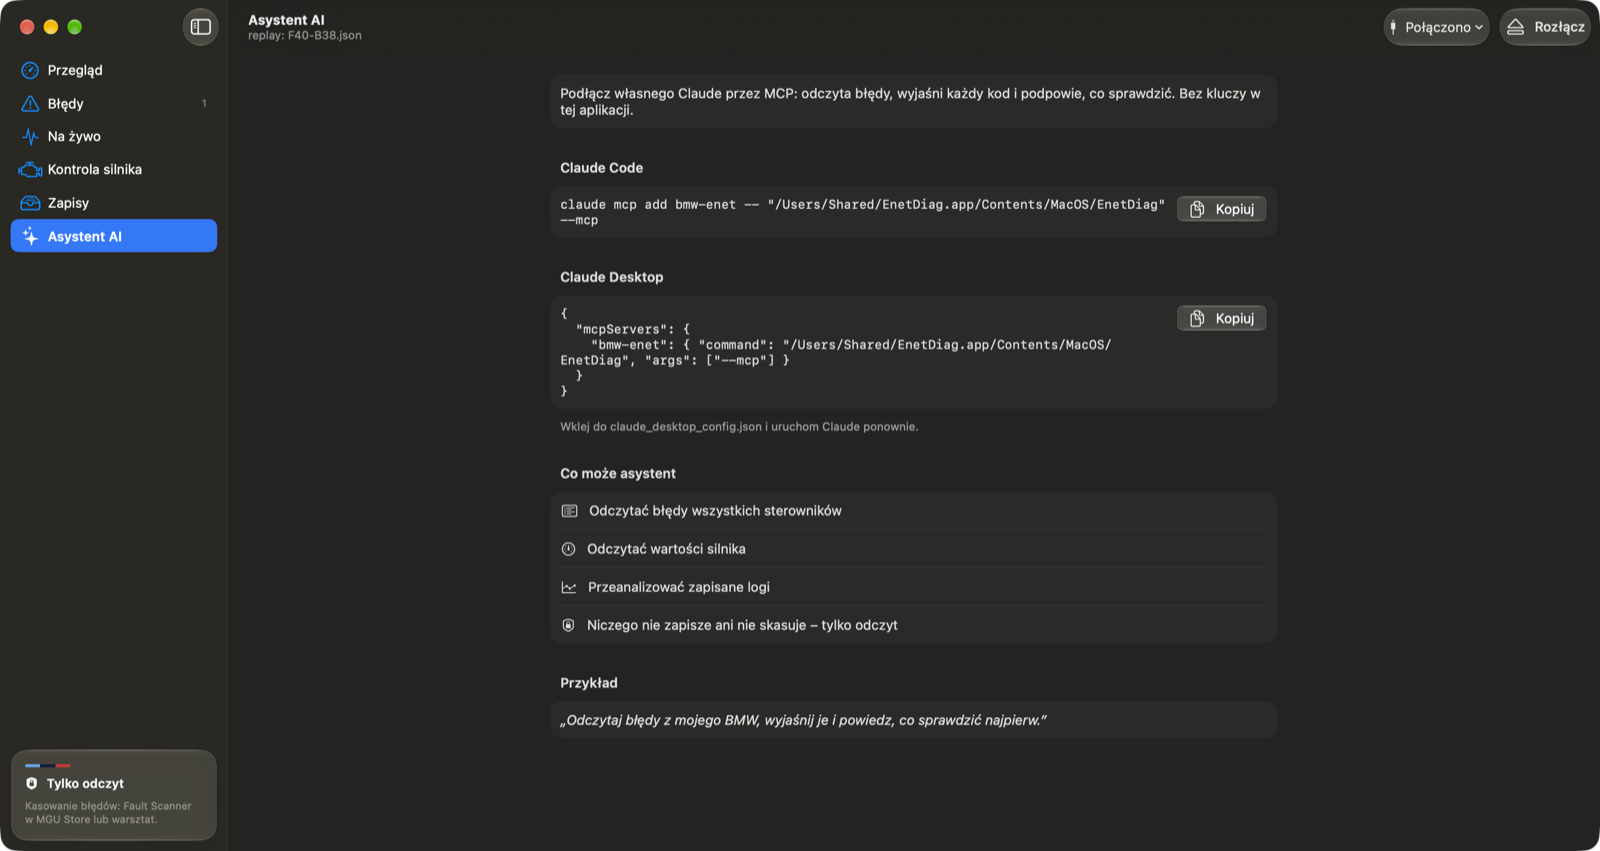 Asystent AI
replay: F40-B38.json
Połączono
Rozłącz
Przegląd
Błędy 1
Na żywo
Kontrola silnika
Zapisy
Asystent AI
Podłącz własnego Claude przez MCP: odczyta błędy, wyjaśni każdy kod i podpowie, co sprawdzić. Bez kluczy w
tej aplikacji.
Claude Code
claude mcp add bmw-enet -- "/Users/Shared/EnetDiag.app/Contents/MacOS/EnetDiag"
--mcp
Kopiuj
Claude Desktop
{
"mcpServers": {
"bmw-enet": { "command": "/Users/Shared/EnetDiag.app/Contents/MacOS/
EnetDiag", "args": ["--mcp"] }
}
}
Kopiuj
Wklej do claude_desktop_config.json i uruchom Claude ponownie.
Co może asystent
Odczytać błędy wszystkich sterowników
Odczytać wartości silnika
Przeanalizować zapisane logi
Niczego nie zapisze ani nie skasuje – tylko odczyt
Przykład
„Odczytaj błędy z mojego BMW, wyjaśnij je i powiedz, co sprawdzić najpierw.”
Tylko odczyt
Kasowanie błędów: Fault Scanner
w MGU Store lub warsztat.